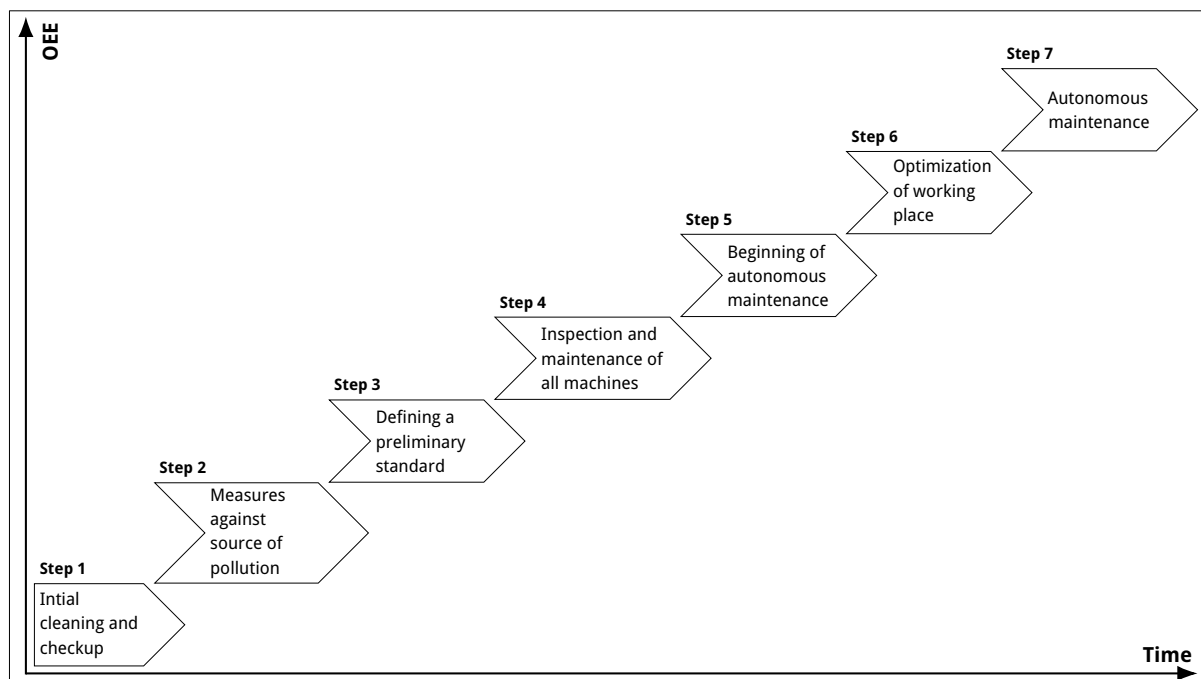 OEE
Step 7
Autonomous
maintenance
Step 6
Optimization
of working
place
Step 5
Beginning of
autonomous
maintenance
Step 4
Inspection and
maintenance of
all machines
Step 3
Defining a
preliminary
standard
Step 2
Measures
against
source of
pollution
Step 1
Intial
cleaning and
checkup
Time